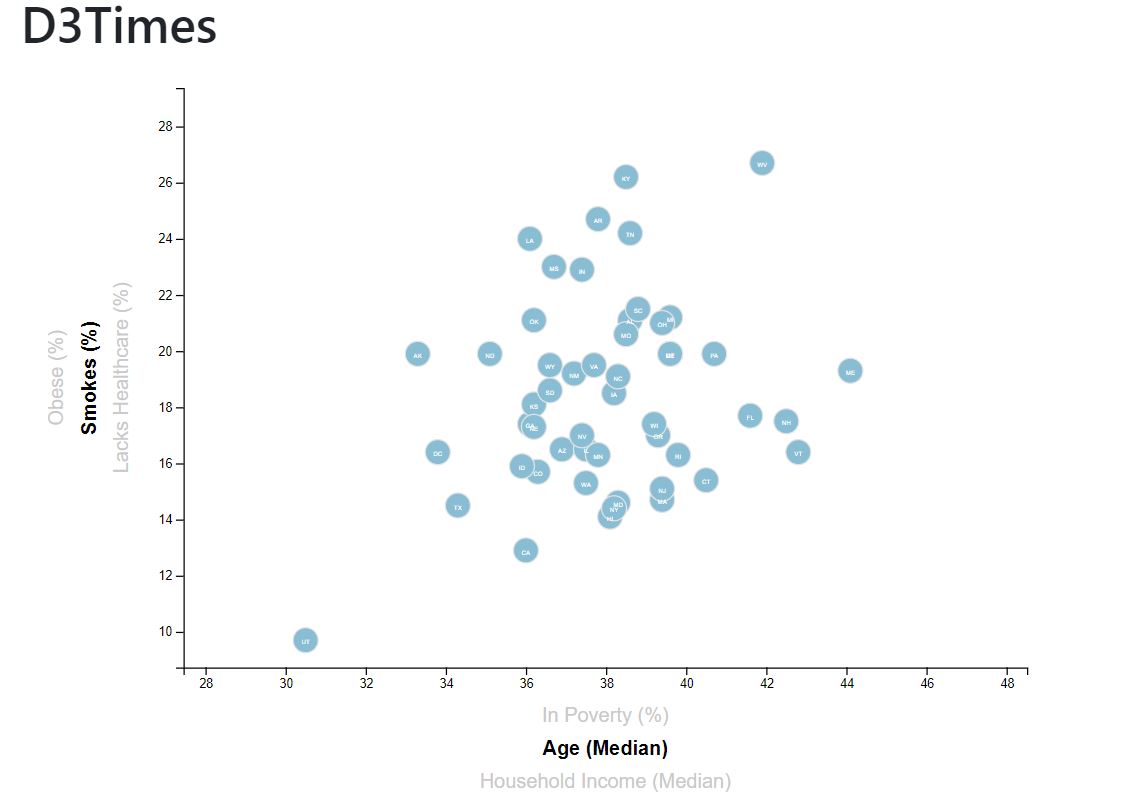 D3Times
28
26
24
22
20
18
16
14
12
10
Obese (%)
Smokes (%)
Lacks Healthcare (%)
WV
KY
AR
TN
LA
MS
IN
SC
OK
OH
MO
AK
ND
PA
WY
VA
NM
NC
ME
SD
IA
KS
FL
NH
WI
OR
NV
DC
AZ
MN
RI
VT
ID
CO
WA
CT
NJ
MA
TX
MD
NY
CA
UT
28 30 32 34 36 38 40 42 44 46 48
In Poverty (%)
Age (Median)
Household Income (Median)